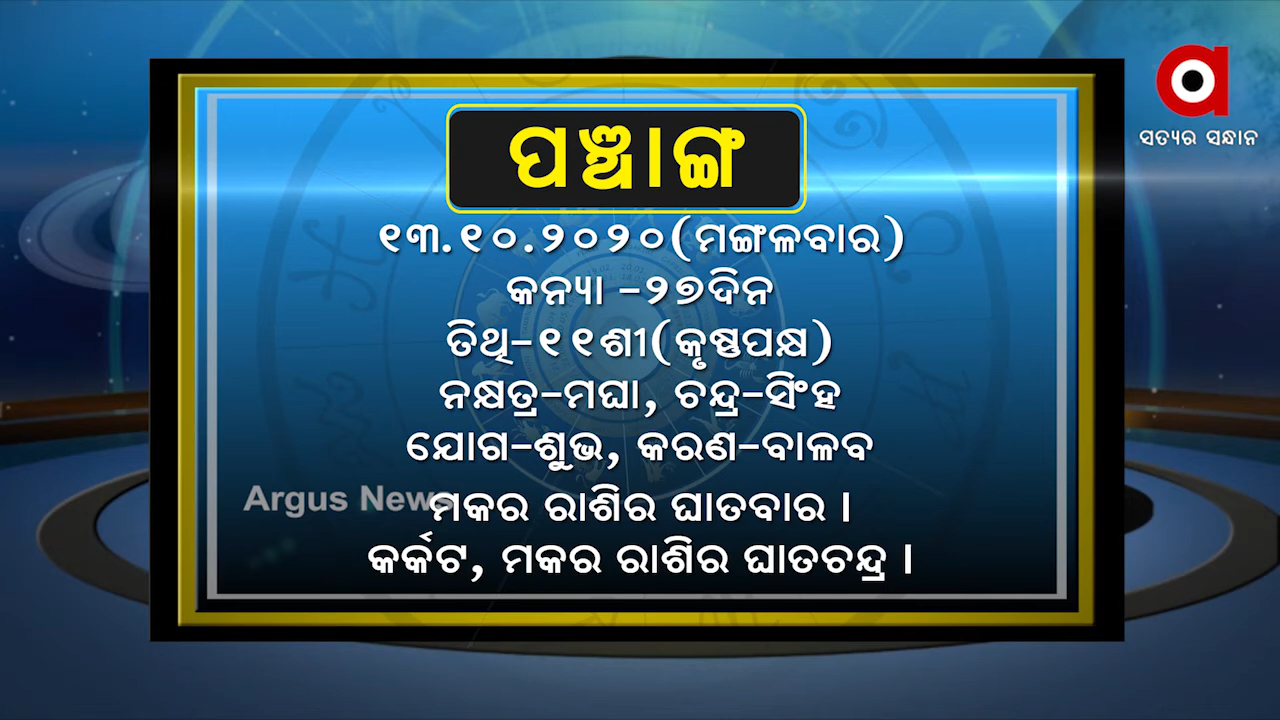 ପଞ୍ଚାଙ୍ଗ
ସତ୍ୟର ସନ୍ଧାନ
୧୩.୧୦.୨୦୨୦(ମଙ୍ଗଳବାର)
କନ୍ୟା -୨୭ଦିନ
ତିଥି-୧୧ଶୀ(କୃଷ୍ଣପକ୍ଷ)
ନକ୍ଷତ୍ର-ମଘା, ଚନ୍ଦ୍ର-ସିଂହ
ଯୋଗ-ଶୁଭ, କରଣ-ବାଳବ
Argus News
ମକର ରାଶିର ଘାତବାର ।
କର୍କଟ, ମକର ରାଶିର ଘାତଚନ୍ଦ୍ର ।